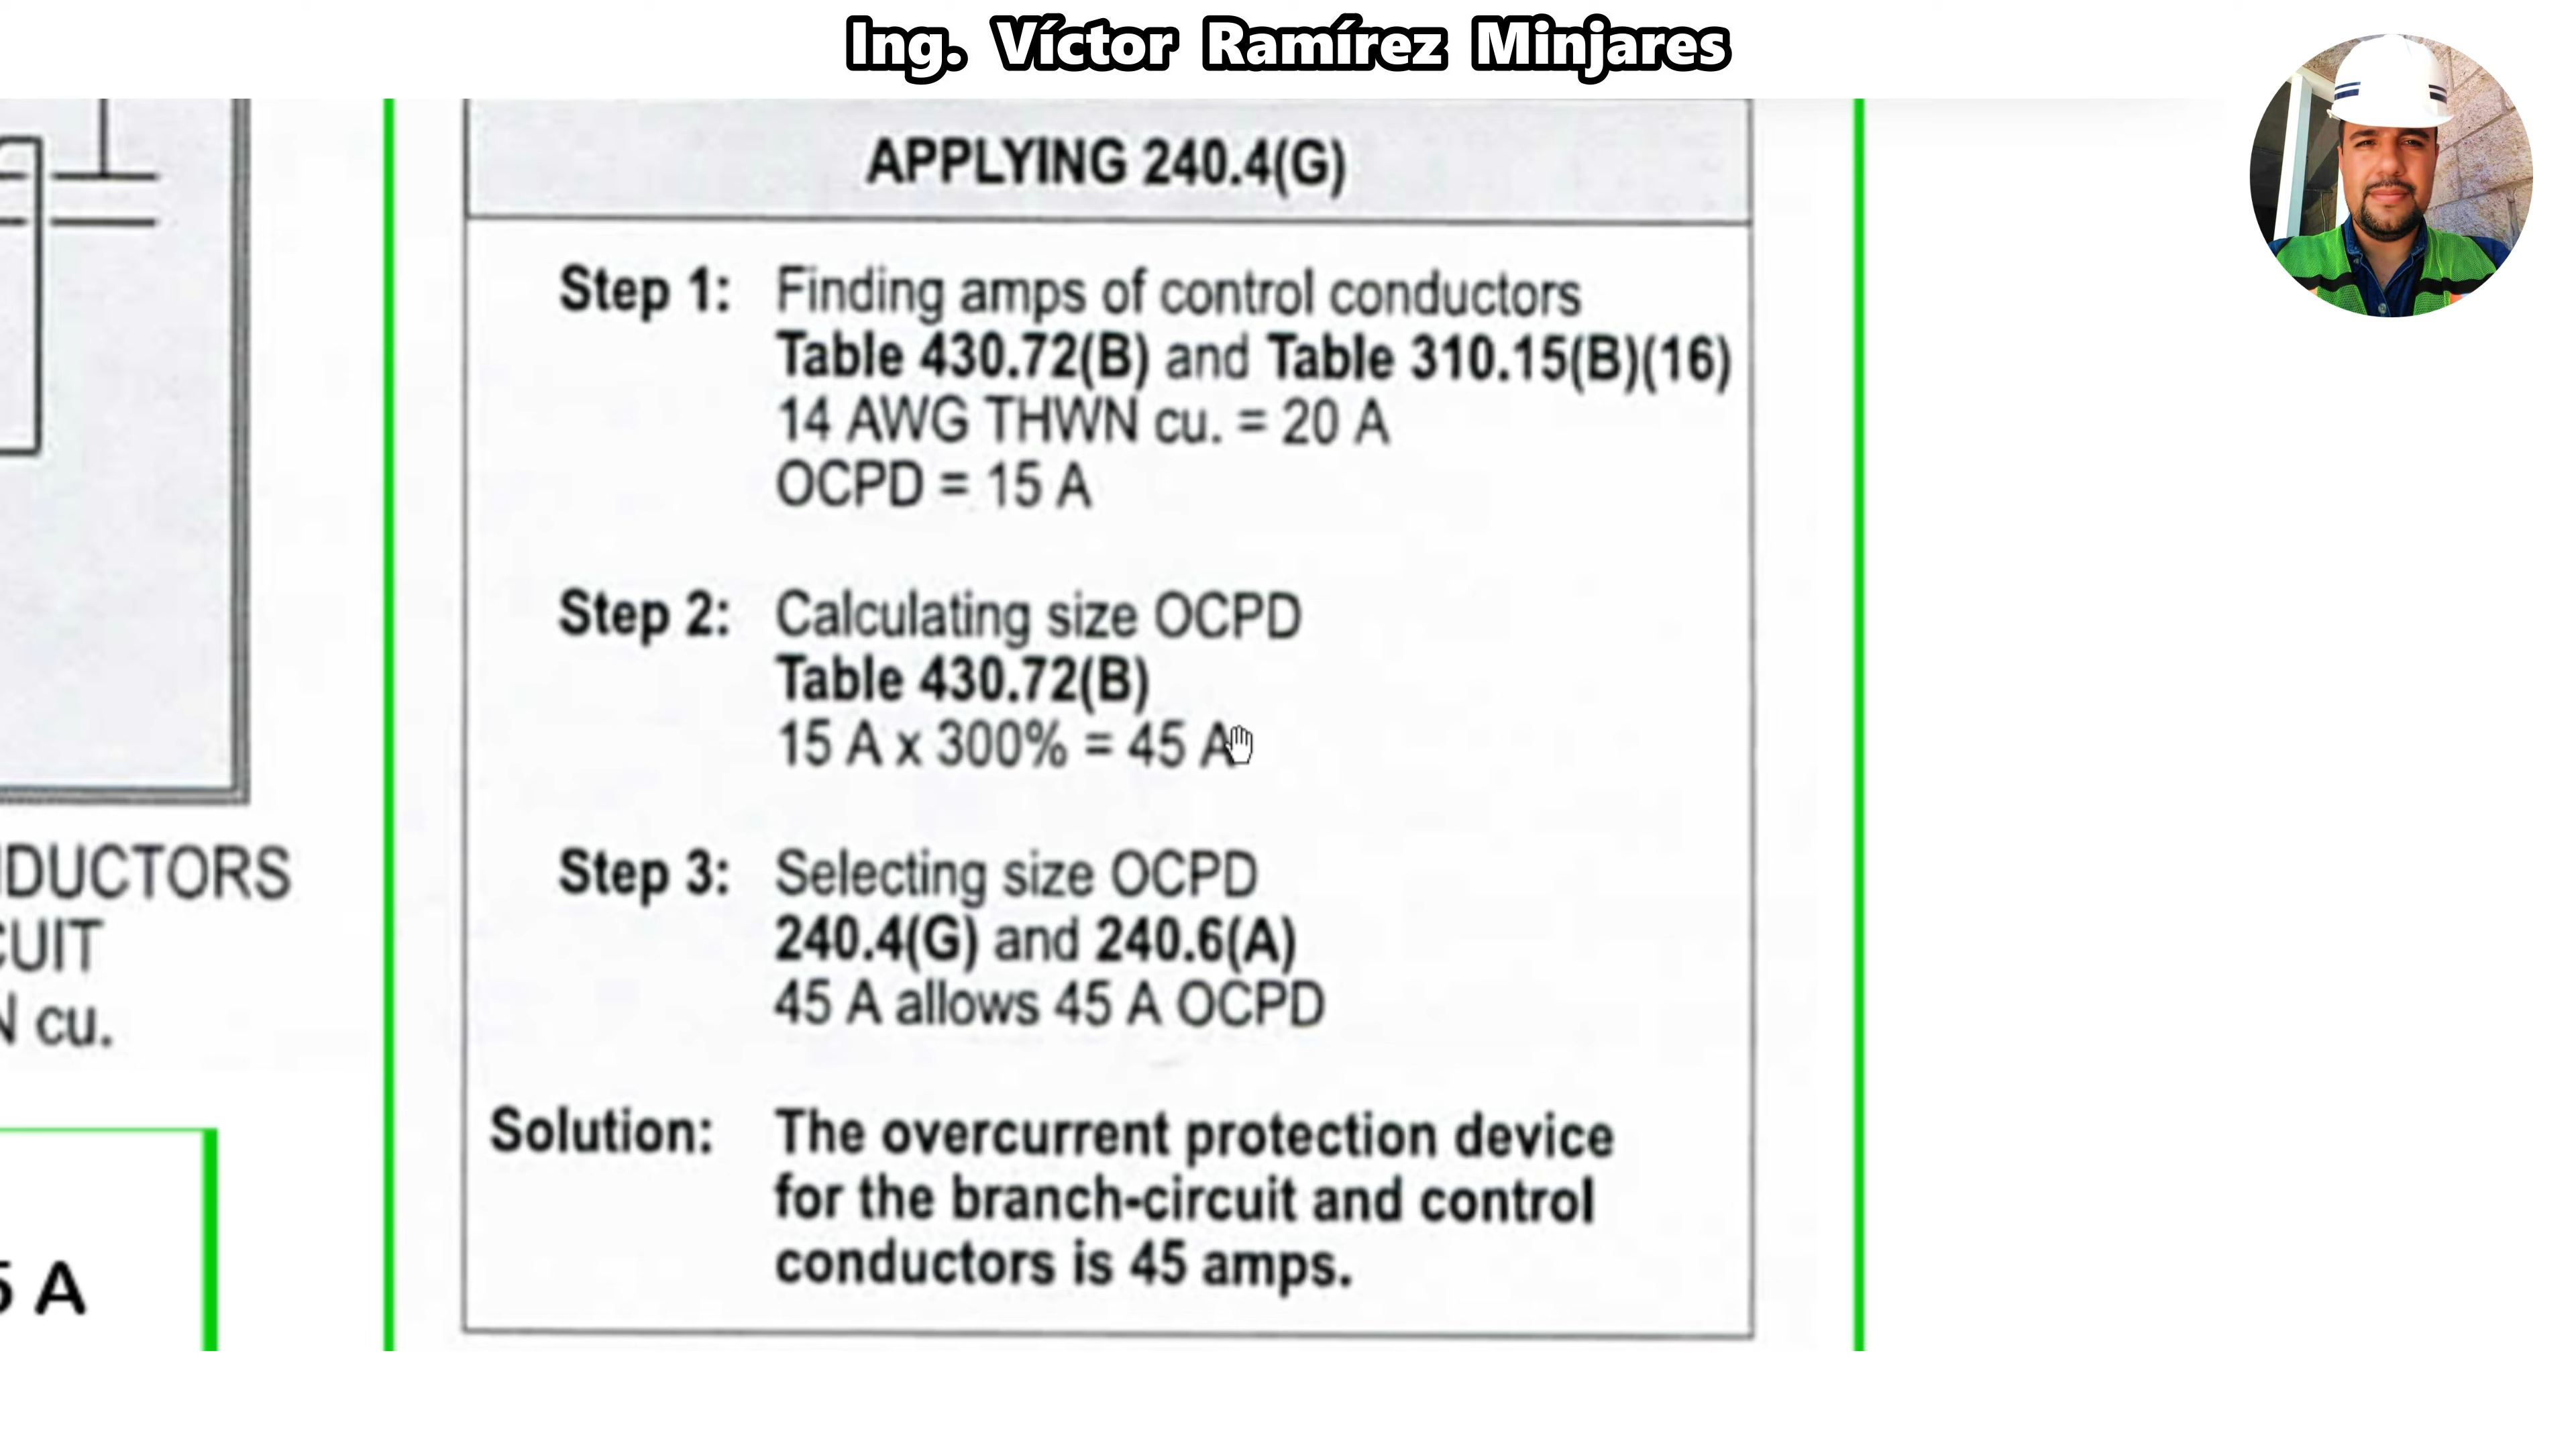 Ing. Víctor Ramírez Minjares
APPLYING 240.4(G)
Step 1: Finding amps of control conductors
Table 430.72(B) and Table 310.15(B)(16)
14 AWG THWN cu. = 20 A
OCPD = 15 A
Step 2: Calculating size OCPD
Table 430.72(B)
15 A x 300% = 45 A
Step 3: Selecting size OCPD
240.4(G) and 240.6(A)
45 A allows 45 A OCPD
Solution: The overcurrent protection device
for the branch-circuit and control
conductors is 45 amps.
DUCTORS
CUIT
N cu.
5 A